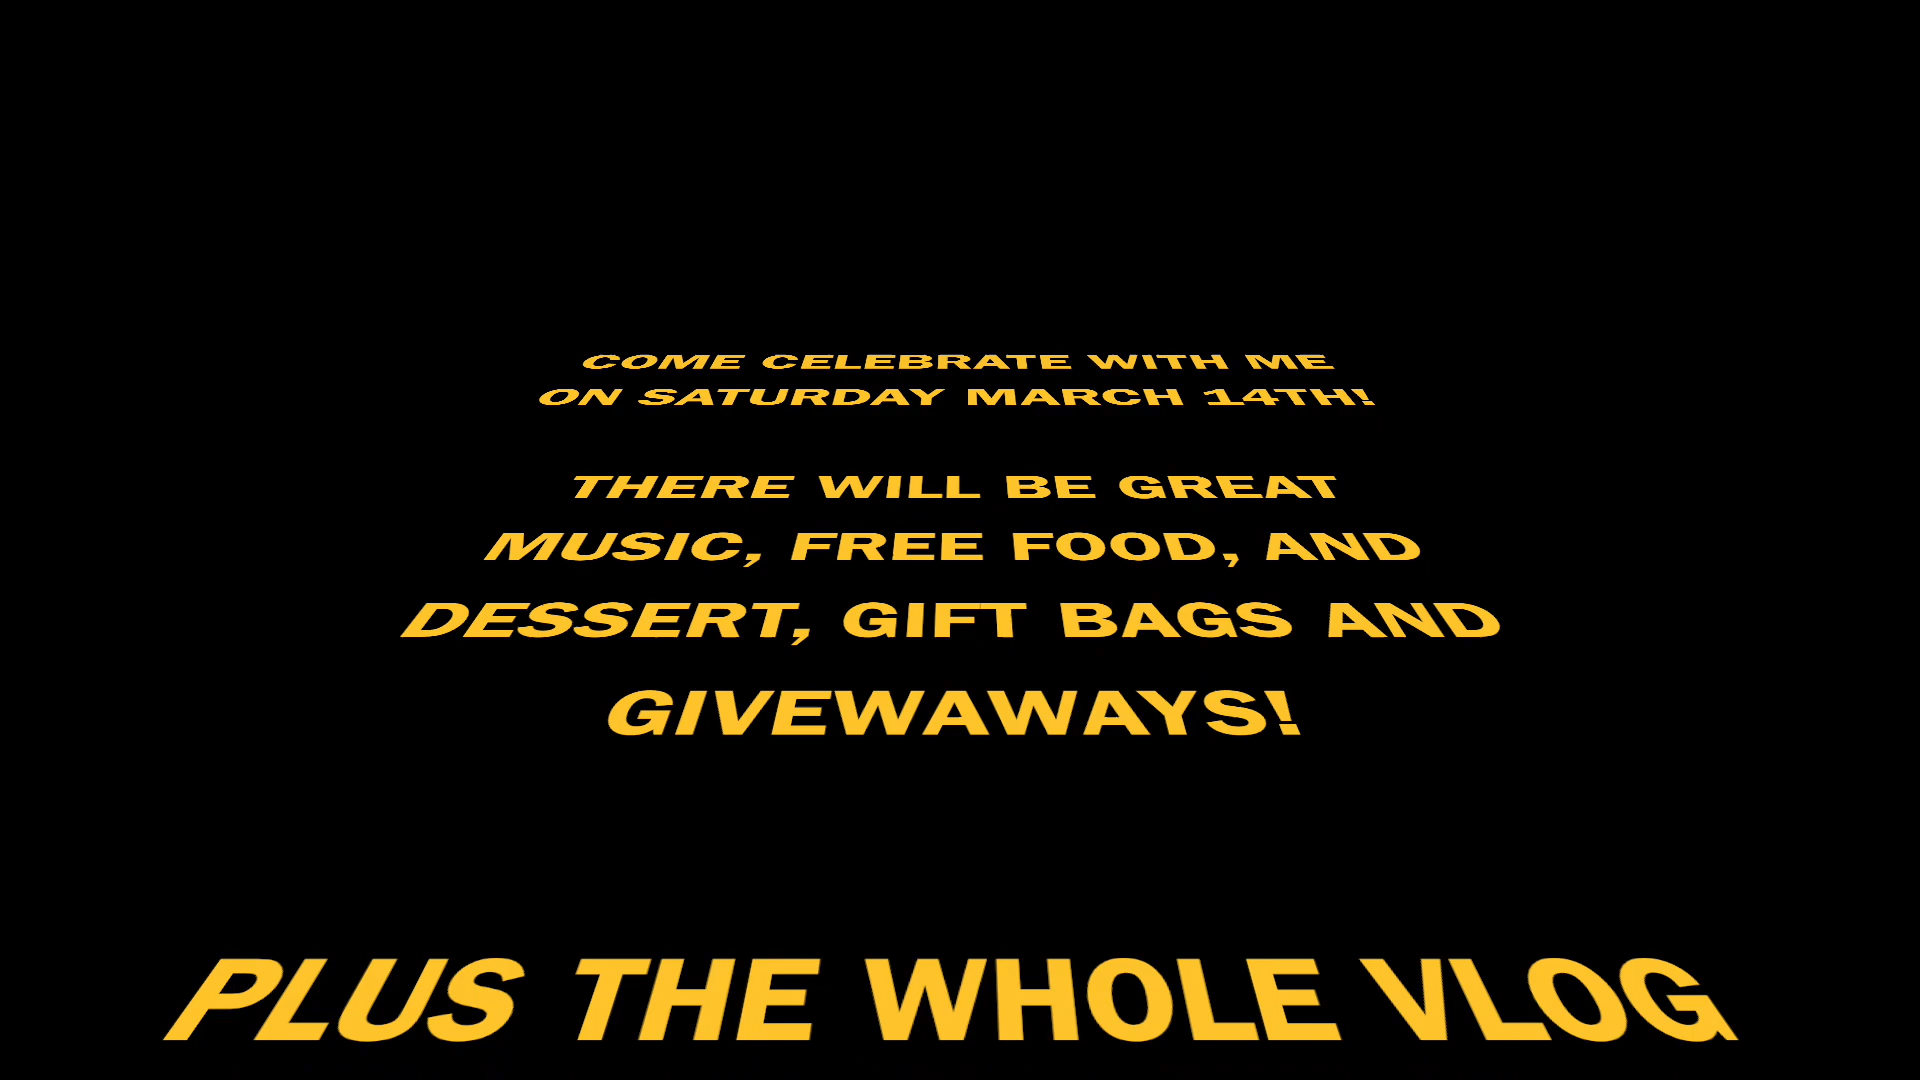 COME CELEBRATE WITH ME
ON SATURDAY MARCH 14TH!
THERE WILL BE GREAT
MUSIC, FREE FOOD, AND
DESSERT, GIFT BAGS AND
GIVEWAWAYS!
PLUS THE WHOLE VLOG